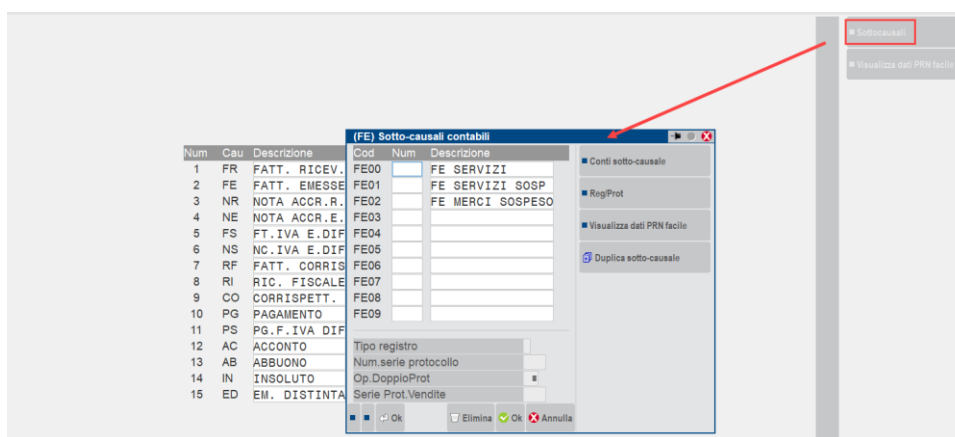 Sottocausali
Visualizza dati PRN facile
(FE) Sotto-causali contabili
Num Cau Descrizione
1 FR FATT. RICEV.
2 FE FATT. EMESSE
3 NR NOTA ACCR.R.
4 NE NOTA ACCR.E.
5 FS FT.IVA E.DIF
6 NS NC.IVA E.DIF
7 RF FATT. CORRIS
8 RI RIC. FISCALE
9 CO CORRISPETT.
10 PG PAGAMENTO
11 PS PG.F.IVA DIF
12 AC ACCONTO
13 AB ABBUONO
14 IN INSOLUTO
15 ED EM. DISTINTA
Cod Num Descrizione
FE00 FE SERVIZI
FE01 FE SERVIZI SOSP
FE02 FE MERCI SOSPESO
FE03
FE04
FE05
FE06
FE07
FE08
FE09
Tipo registro
Num.serie protocollo
Op.DoppioProt
Serie Prot.Vendite
Conti sotto-causale
Reg/Prot
Visualizza dati PRN facile
Duplica sotto-causale
Ok Elimina Ok Annulla